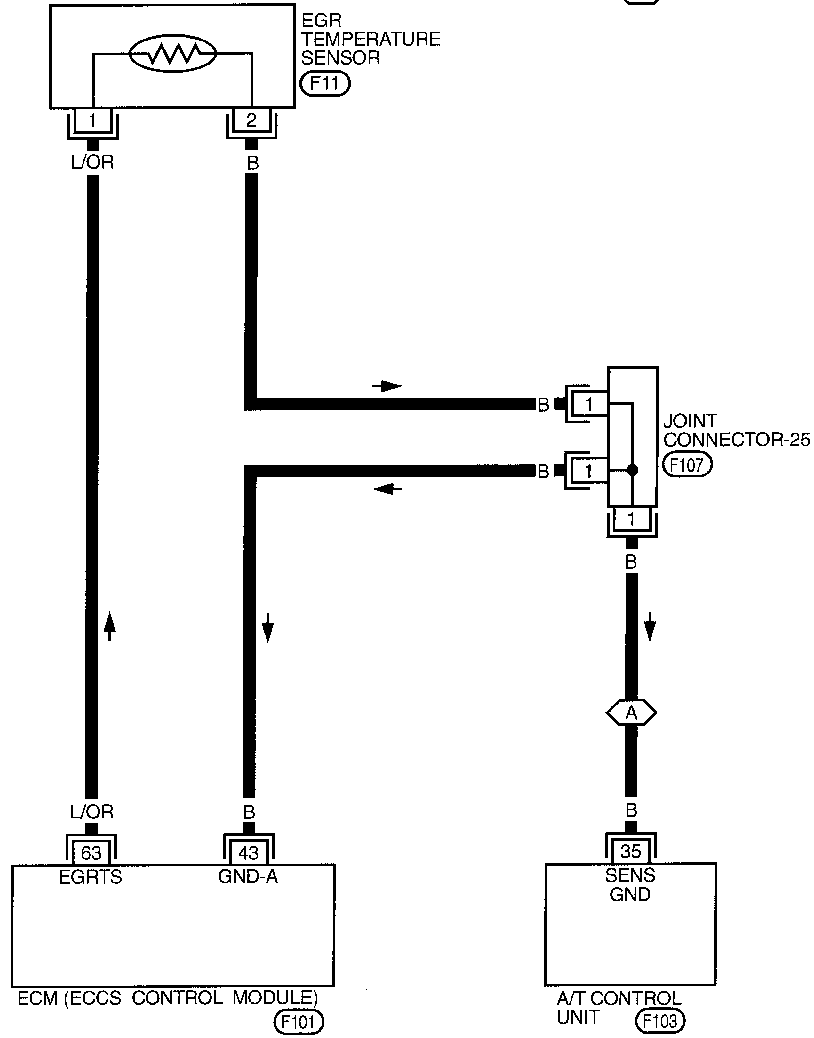 EGR
TEMPERATURE
SENSOR
F11
1
2
L/OR
B
B
1
B
1
JOINT
CONNECTOR-25
F107
1
B
A
L/OR
B
B
63
43
35
EGRTS
GND-A
SENS
GND
ECM (ECCS CONTROL MODULE)
F101
A/T CONTROL
UNIT
F103